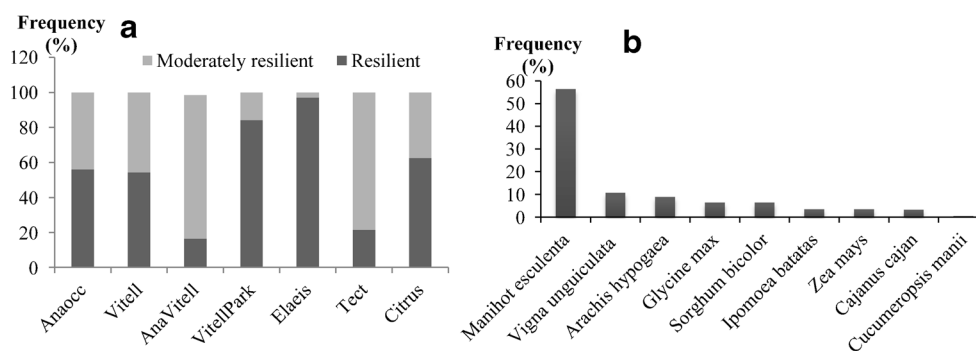 Frequency
(%)
a
Moderately resilient
Resilient
120
100
80
60
40
20
0
Anaocc
Vitell
AnaVitell
VitellPark
Elaeis
Tect
Citrus
Frequency
(%)
b
60
50
40
30
20
10
0
Manihot esculenta
Vigna unguiculata
Arachis hypogaea
Glycine max
Sorghum bicolor
Ipomoea batatas
Zea mays
Cajanus cajan
Cucumeropsis manii